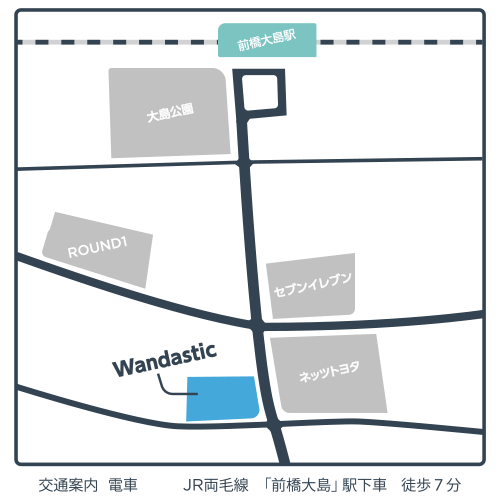 前橋大島駅
大島公園
ROUND1
セブンイレブン
Wandastic
ネッツトヨタ
交通案内 電車 JR両毛線 「前橋大島」駅下車 徒歩7分